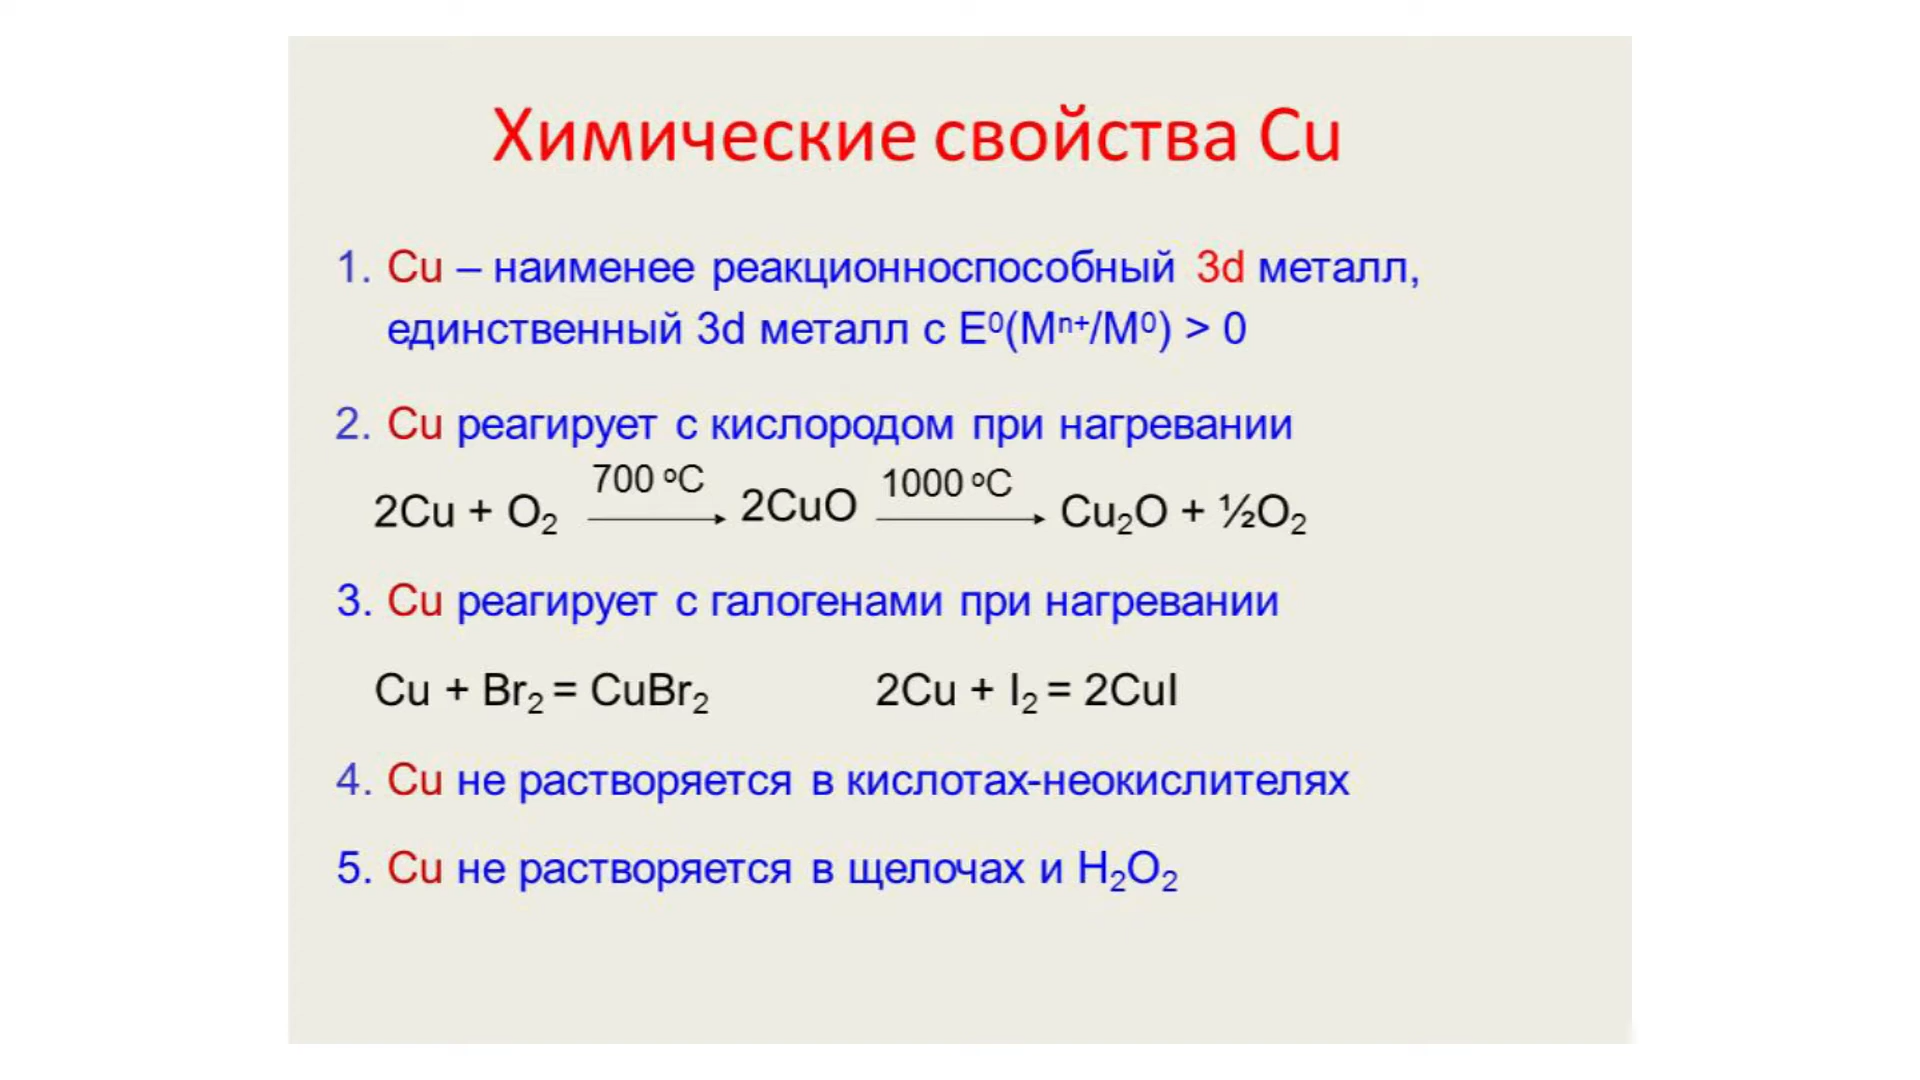 Химические свойства Cu
1. Cu – наименее реакционноспособный 3d металл,
единственный 3d металл с E⁰(Mⁿ⁺/M⁰) > 0
2. Cu реагирует с кислородом при нагревании
2Cu + O₂ 700 ºC 2CuO 1000 ºC Cu₂O + ½O₂
3. Cu реагирует с галогенами при нагревании
Cu + Br₂ = CuBr₂ 2Cu + I₂ = 2CuI
4. Cu не растворяется в кислотах-неокислителях
5. Cu не растворяется в щелочах и H₂O₂